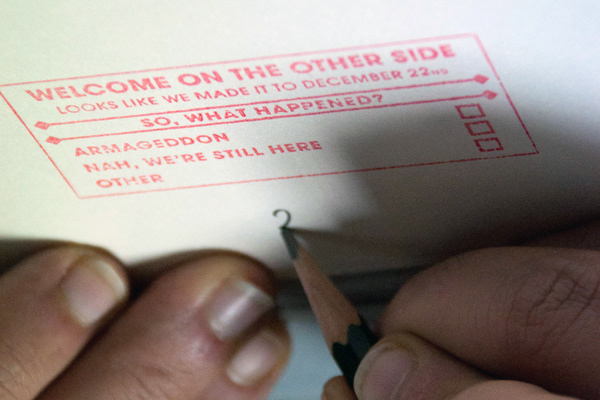 WELCOME ON THE OTHER SIDE
LOOKS LIKE WE MADE IT TO DECEMBER 22ND
SO, WHAT HAPPENED?
ARMAGEDDON
NAH, WE'RE STILL HERE
OTHER
2